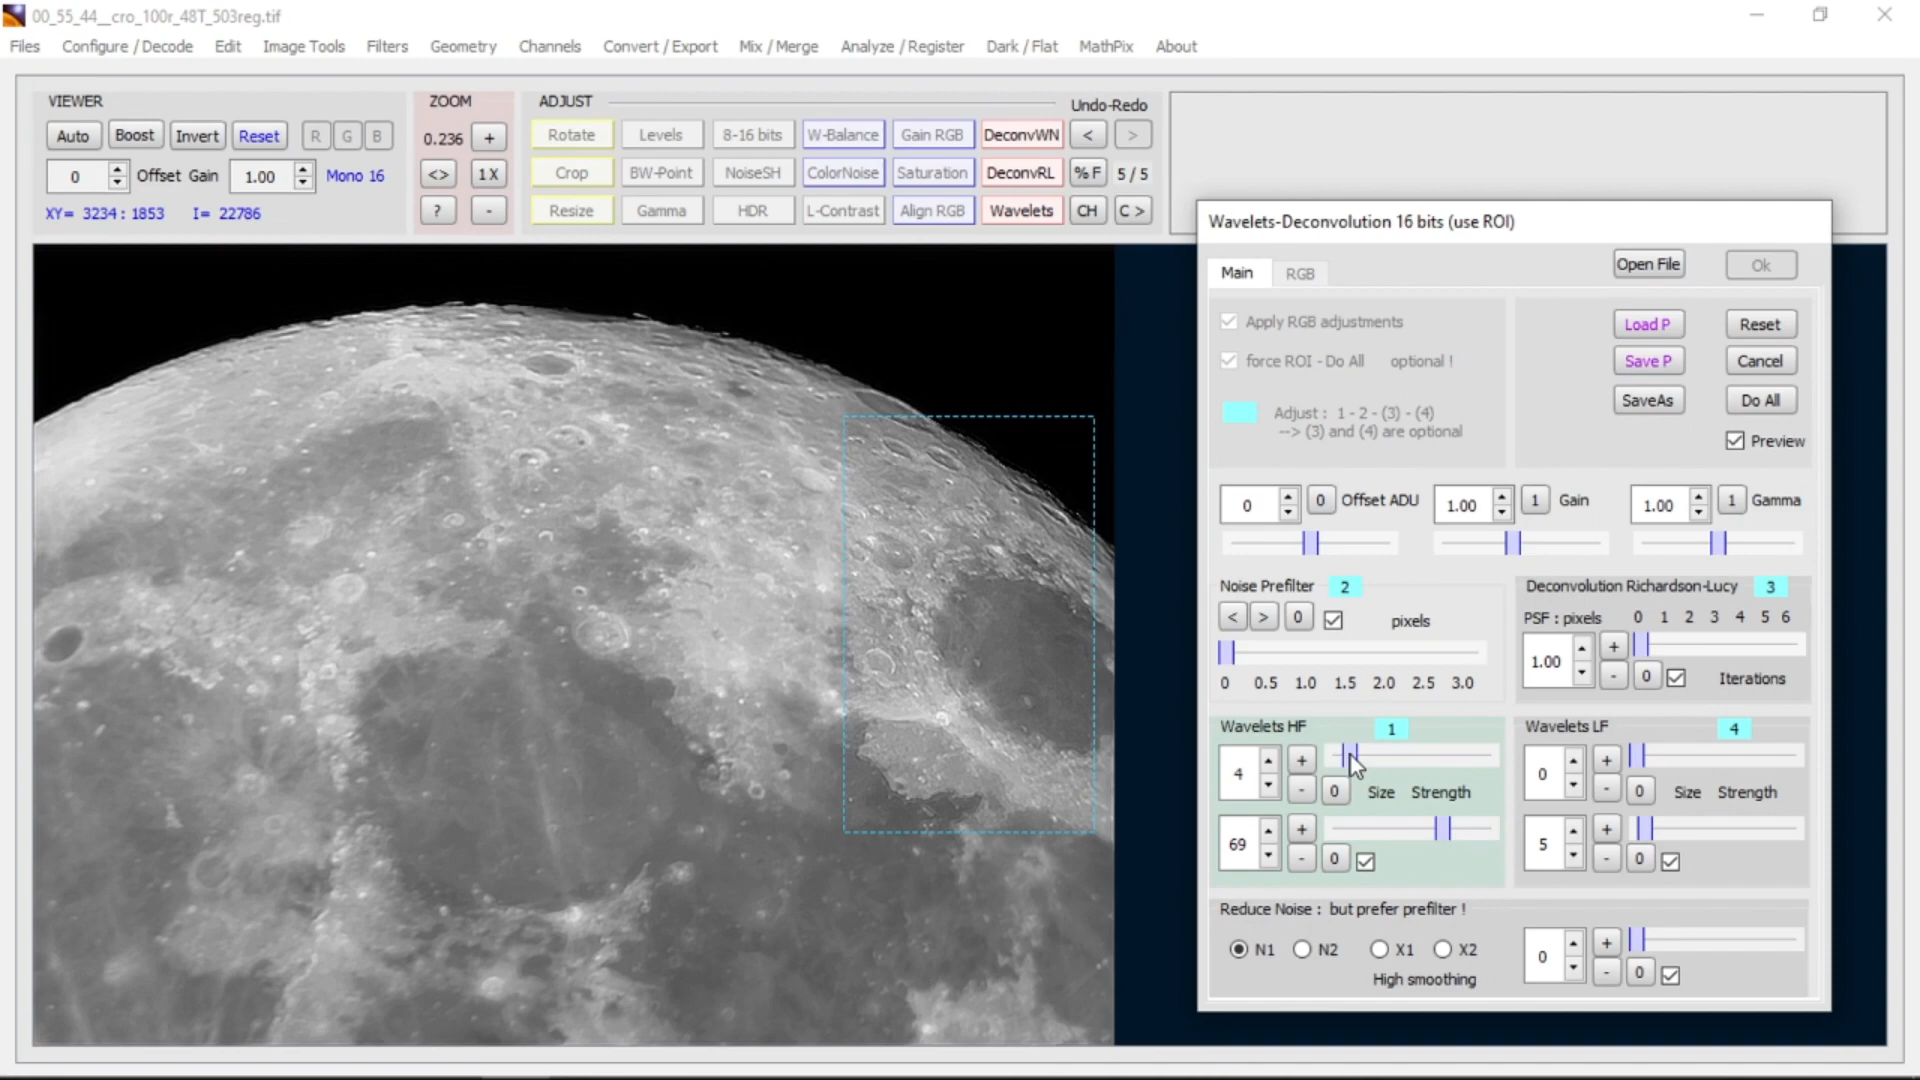 00_55_44__cro_100r_48T_503reg.tif
Files Configure / Decode Edit Image Tools Filters Geometry Channels Convert / Export Mix / Merge Analyze / Register Dark / Flat MathPix About
VIEWER ZOOM ADJUST Undo-Redo
Auto Boost Invert Reset R G B 0.236 + Rotate Levels 8-16 bits W-Balance Gain RGB DeconvWN < >
0 Offset Gain 1.00 Mono 16 <> 1X Crop BW-Point NoiseSH ColorNoise Saturation DeconvRL % F 5 / 5
XY= 3234 : 1853 I= 22786 ? - Resize Gamma HDR L-Contrast Align RGB Wavelets CH C >
Wavelets-Deconvolution 16 bits (use ROI)
Main RGB Open File Ok
Apply RGB adjustments Load P Reset
force ROI - Do All optional ! Save P Cancel
Adjust : 1 - 2 - (3) - (4) SaveAs Do All
--> (3) and (4) are optional
Preview
0 0 Offset ADU 1.00 1 Gain 1.00 1 Gamma
Noise Prefilter 2 Deconvolution Richardson-Lucy 3
< > 0 pixels PSF : pixels 0 1 2 3 4 5 6
1.00 + - 0 Iterations
0 0.5 1.0 1.5 2.0 2.5 3.0
Wavelets HF 1 Wavelets LF 4
4 + - 0 Size Strength 0 + - 0 Size Strength
69 + - 0 5 + - 0
Reduce Noise : but prefer prefilter !
N1 N2 X1 X2 0 + - 0
High smoothing